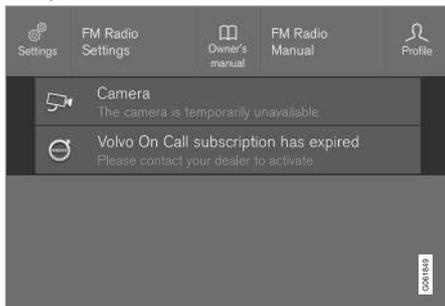 Settings
FM Radio
Settings
Owner's
manual
FM Radio
Manual
Profile
Camera
The camera is temporarily unavailable
Volvo On Call subscription has expired
Please contact your dealer to activate
G061849